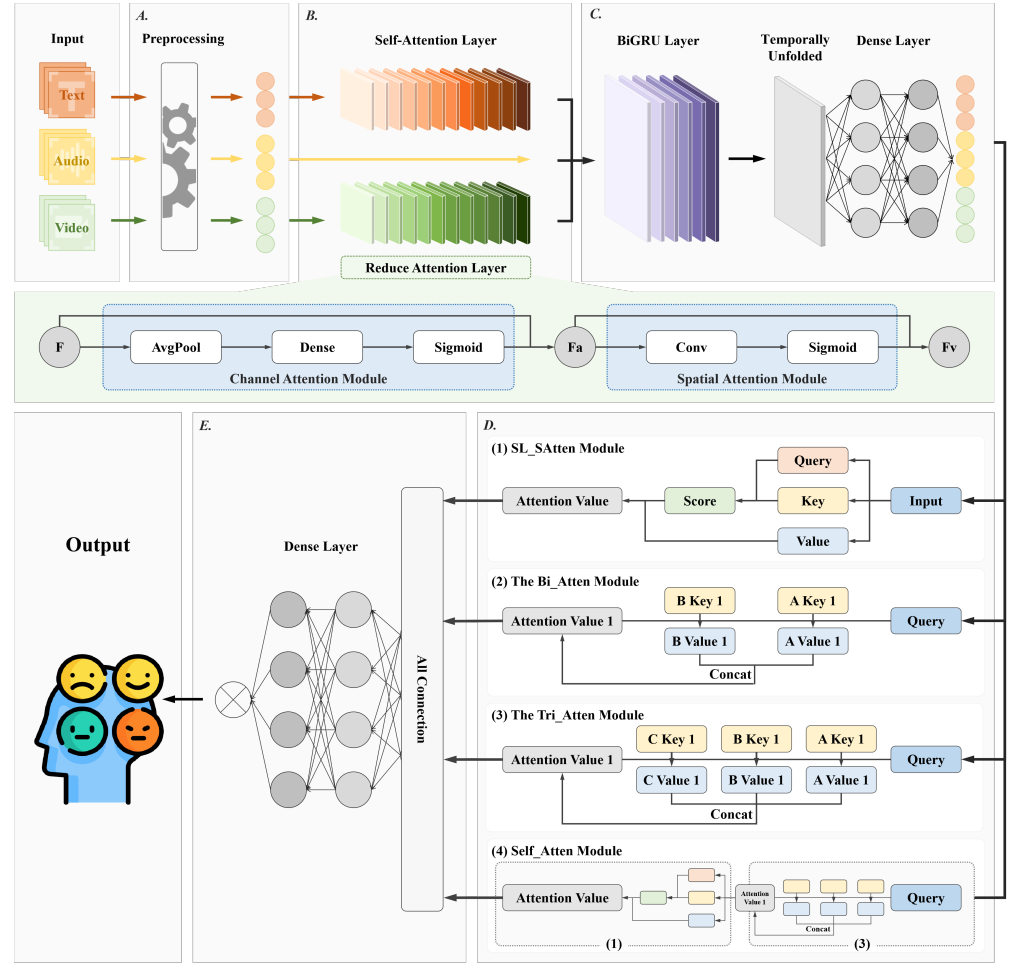 Input
A.
Preprocessing
B.
Self-Attention Layer
C.
BiGRU Layer
Temporally
Unfolded
Dense Layer
Text
Audio
Video
Reduce Attention Layer
F
AvgPool
Dense
Sigmoid
Fa
Conv
Sigmoid
Fv
Channel Attention Module
Spatial Attention Module
Output
E.
Dense Layer
All Connection
D.
(1) SL_SAtten Module
Query
Attention Value
Score
Key
Input
Value
(2) The Bi_Atten Module
B Key 1
A Key 1
Attention Value 1
Query
B Value 1
A Value 1
Concat
(3) The Tri_Atten Module
C Key 1
B Key 1
A Key 1
Attention Value 1
Query
C Value 1
B Value 1
A Value 1
Concat
(4) Self_Atten Module
Attention Value
Attention
Value 1
Query
Concat
(1)
(3)